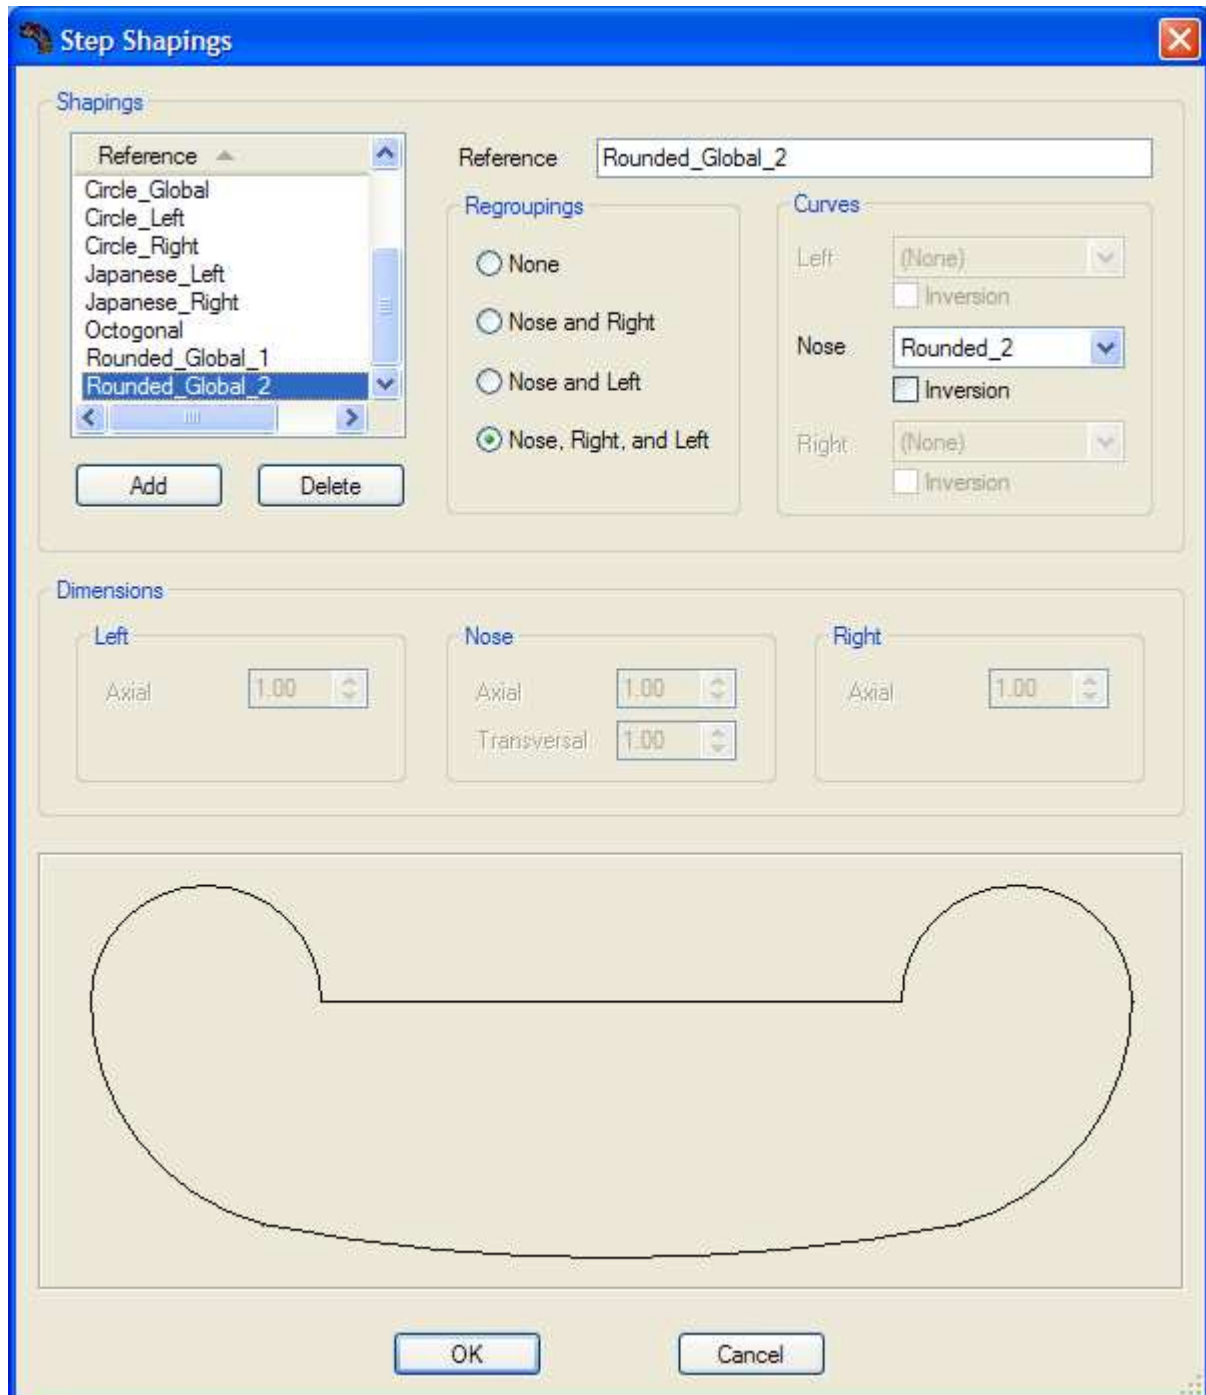 Step Shapings
Shapings
Reference
Circle_Global
Circle_Left
Circle_Right
Japanese_Left
Japanese_Right
Octogonal
Rounded_Global_1
Rounded_Global_2
Add Delete
Reference Rounded_Global_2
Regroupings
None
Nose and Right
Nose and Left
Nose, Right, and Left
Curves
Left (None)
Inversion
Nose Rounded_2
Inversion
Right (None)
Inversion
Dimensions
Left
Axial 1.00
Nose
Axial 1.00
Transversal 1.00
Right
Axial 1.00
OK Cancel